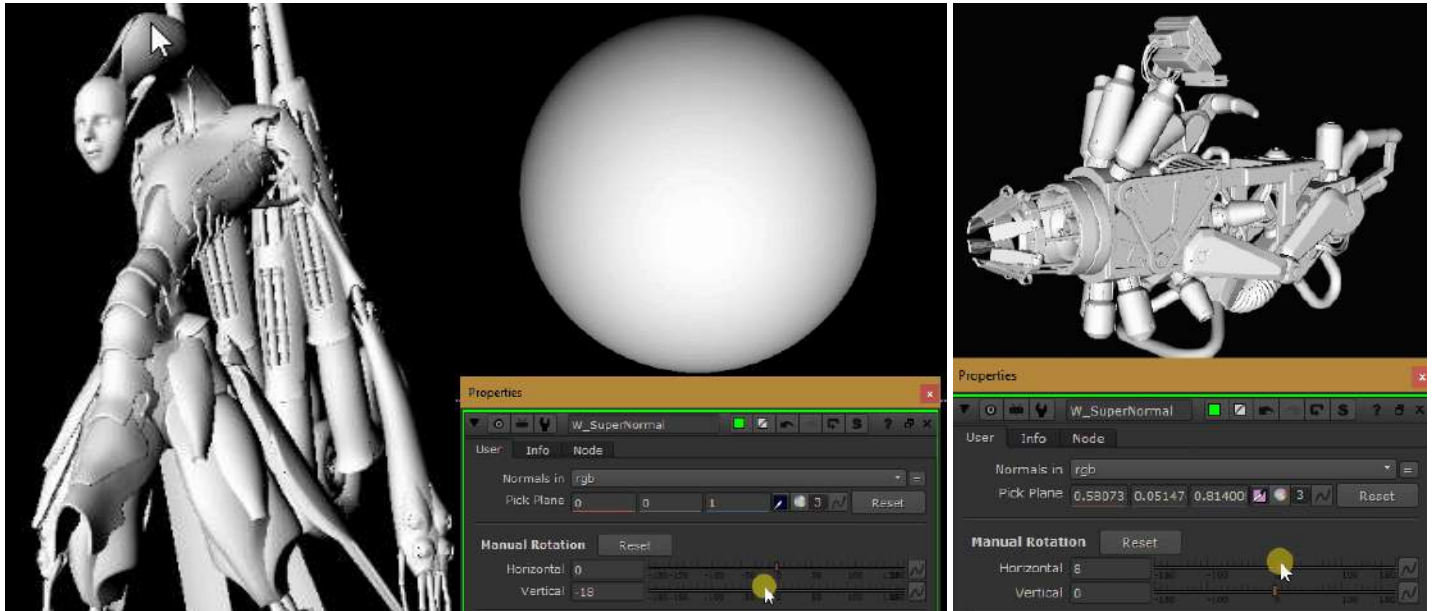 Properties
x
W_SuperNormal
S ? x
User Info Node
Normals in rgb =
Pick Plane 0 0 1 3 Reset
Manual Rotation Reset
Horizontal 0
Vertical -18
Properties
x
W_SuperNormal
S ? x
User Info Node
Normals in rgb =
Pick Plane 0.58073 0.05147 0.81400 3 Reset
Manual Rotation Reset
Horizontal 8
Vertical 0